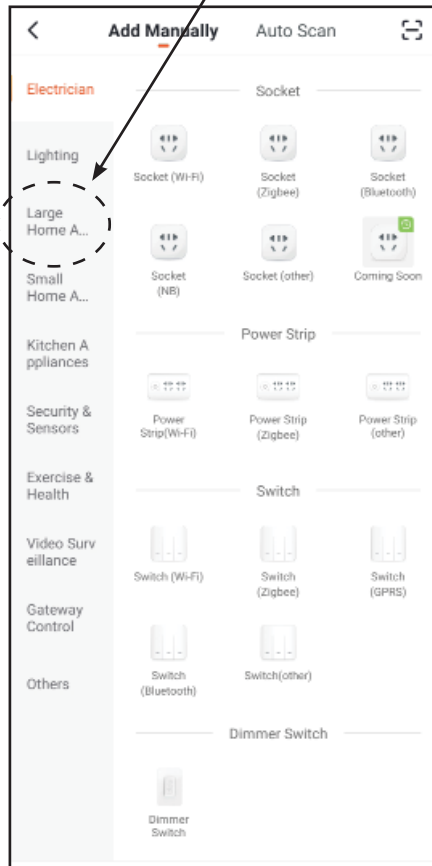 Add Manually
Auto Scan
Electrician
Lighting
Large
Home A...
Small
Home A...
Kitchen A
ppliances
Security &
Sensors
Exercise &
Health
Video Surv
eillance
Gateway
Control
Others
Socket
Socket (Wi-Fi)
Socket
(Zigbee)
Socket
(Bluetooth)
Socket
(NB)
Socket (other)
Coming Soon
Power Strip
Power
Strip(Wi-Fi)
Power Strip
(Zigbee)
Power Strip
(other)
Switch
Switch (Wi-Fi)
Switch
(Zigbee)
Switch
(GPRS)
Switch
(Bluetooth)
Switch(other)
Dimmer Switch
Dimmer
Switch